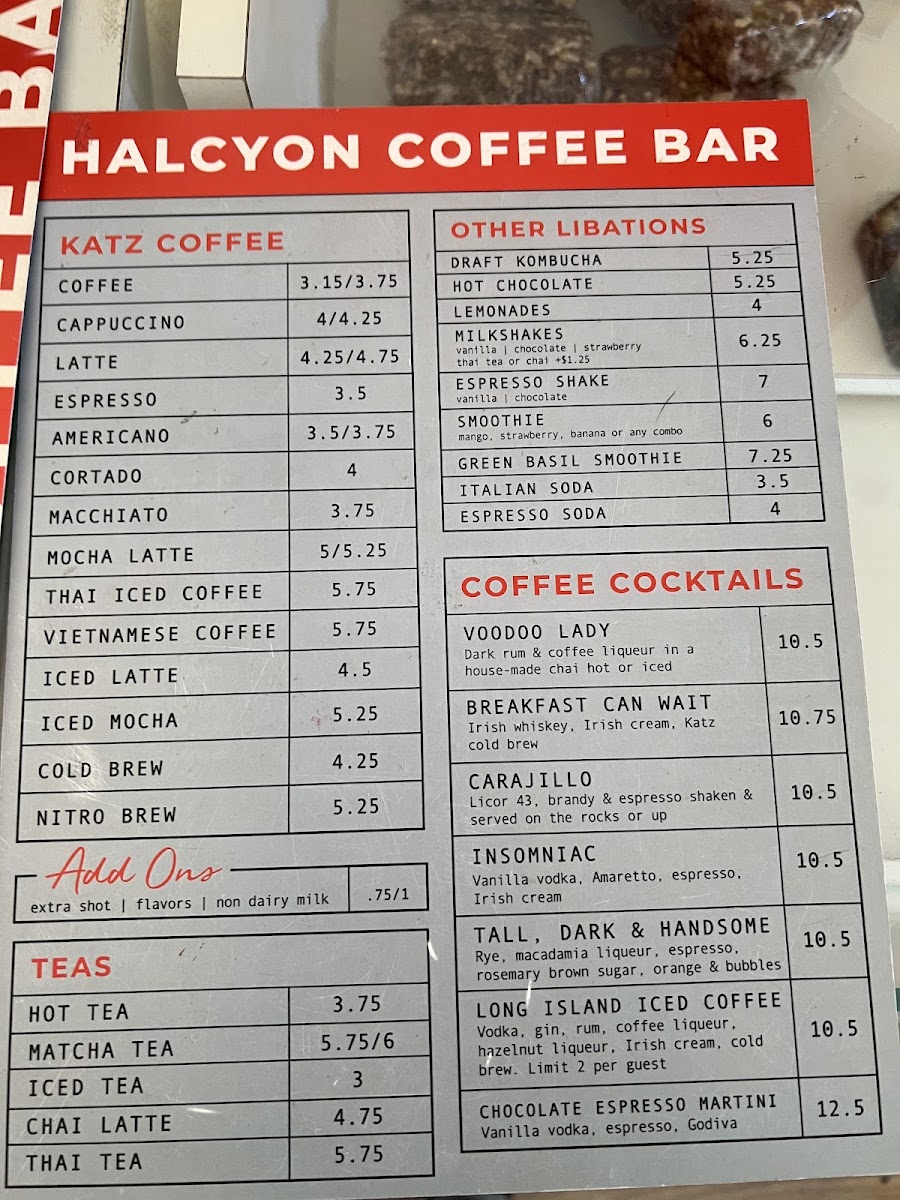 HALCYON COFFEE BAR
KATZ COFFEE
COFFEE 3.15/3.75
CAPPUCCINO 4/4.25
LATTE 4.25/4.75
ESPRESSO 3.5
AMERICANO 3.5/3.75
CORTADO 4
MACCHIATO 3.75
MOCHA LATTE 5/5.25
THAI ICED COFFEE 5.75
VIETNAMESE COFFEE 5.75
ICED LATTE 4.5
ICED MOCHA 5.25
COLD BREW 4.25
NITRO BREW 5.25
Add Ons
extra shot | flavors | non dairy milk .75/1
TEAS
HOT TEA 3.75
MATCHA TEA 5.75/6
ICED TEA 3
CHAI LATTE 4.75
THAI TEA 5.75
OTHER LIBATIONS
DRAFT KOMBUCHA 5.25
HOT CHOCOLATE 5.25
LEMONADES 4
MILKSHAKES 6.25
vanilla | chocolate | strawberry
thai tea or chai +$1.25
ESPRESSO SHAKE 7
vanilla | chocolate
SMOOTHIE 6
mango, strawberry, banana or any combo
GREEN BASIL SMOOTHIE 7.25
ITALIAN SODA 3.5
ESPRESSO SODA 4
COFFEE COCKTAILS
VOODOO LADY 10.5
Dark rum & coffee liqueur in a
house-made chai hot or iced
BREAKFAST CAN WAIT 10.75
Irish whiskey, Irish cream, Katz
cold brew
CARAJILLO 10.5
Licor 43, brandy & espresso shaken &
served on the rocks or up
INSOMNIAC 10.5
Vanilla vodka, Amaretto, espresso,
Irish cream
TALL, DARK & HANDSOME 10.5
Rye, macadamia liqueur, espresso,
rosemary brown sugar, orange & bubbles
LONG ISLAND ICED COFFEE 10.5
Vodka, gin, rum, coffee liqueur,
hazelnut liqueur, Irish cream, cold
brew. Limit 2 per guest
CHOCOLATE ESPRESSO MARTINI 12.5
Vanilla vodka, espresso, Godiva